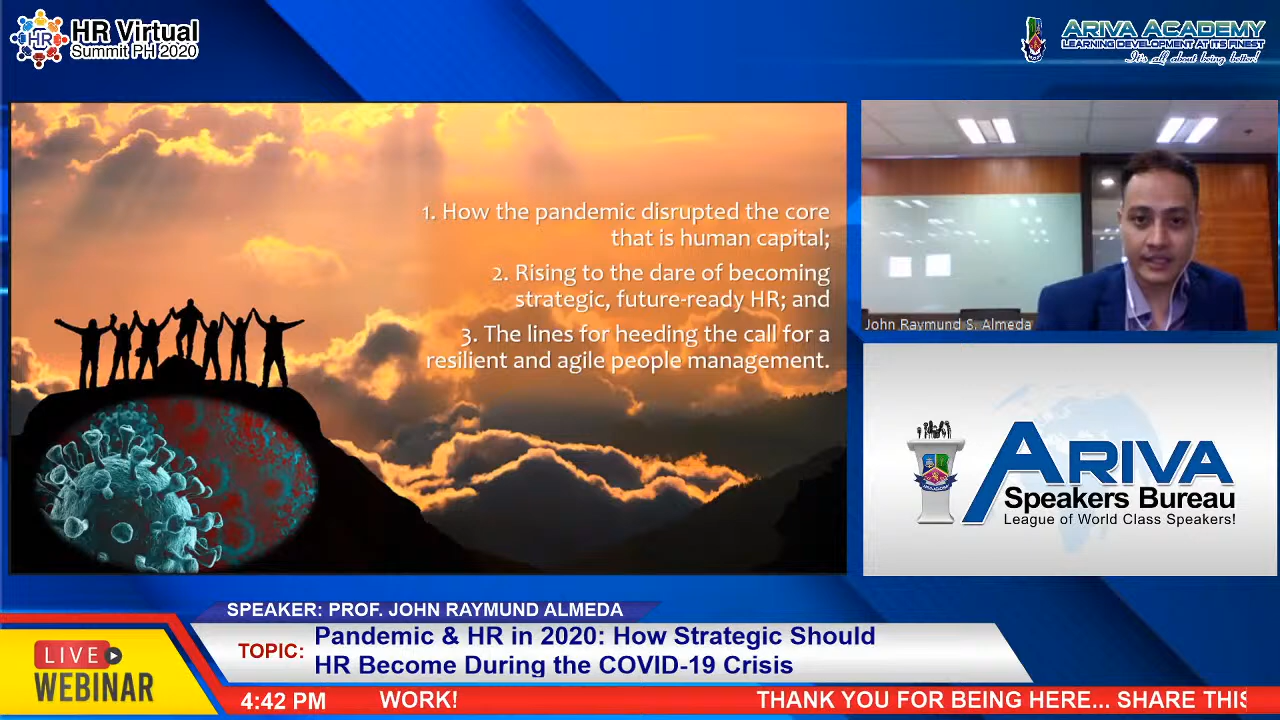 HR Virtual
Summit PH 2020
HR
ARIVA ACADEMY
LEARNING DEVELOPMENT AT ITS FINEST
It's all about being better!
1. How the pandemic disrupted the core
that is human capital;
2. Rising to the dare of becoming
strategic, future-ready HR; and
3. The lines for heeding the call for a
resilient and agile people management.
John Raymund S. Almeda
ARIVA
Speakers Bureau
League of World Class Speakers!
SPEAKER: PROF. JOHN RAYMUND ALMEDA
TOPIC:
Pandemic & HR in 2020: How Strategic Should
HR Become During the COVID-19 Crisis
LIVE
WEBINAR
4:42 PM
WORK!
THANK YOU FOR BEING HERE... SHARE THIS